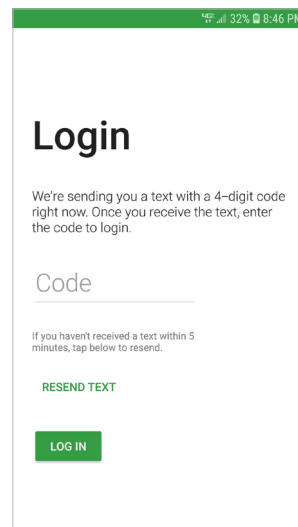 4G 32% 8:46 PM
Login
We're sending you a text with a 4-digit code
right now. Once you receive the text, enter
the code to login.
Code
If you haven't received a text within 5
minutes, tap below to resend.
RESEND TEXT
LOG IN